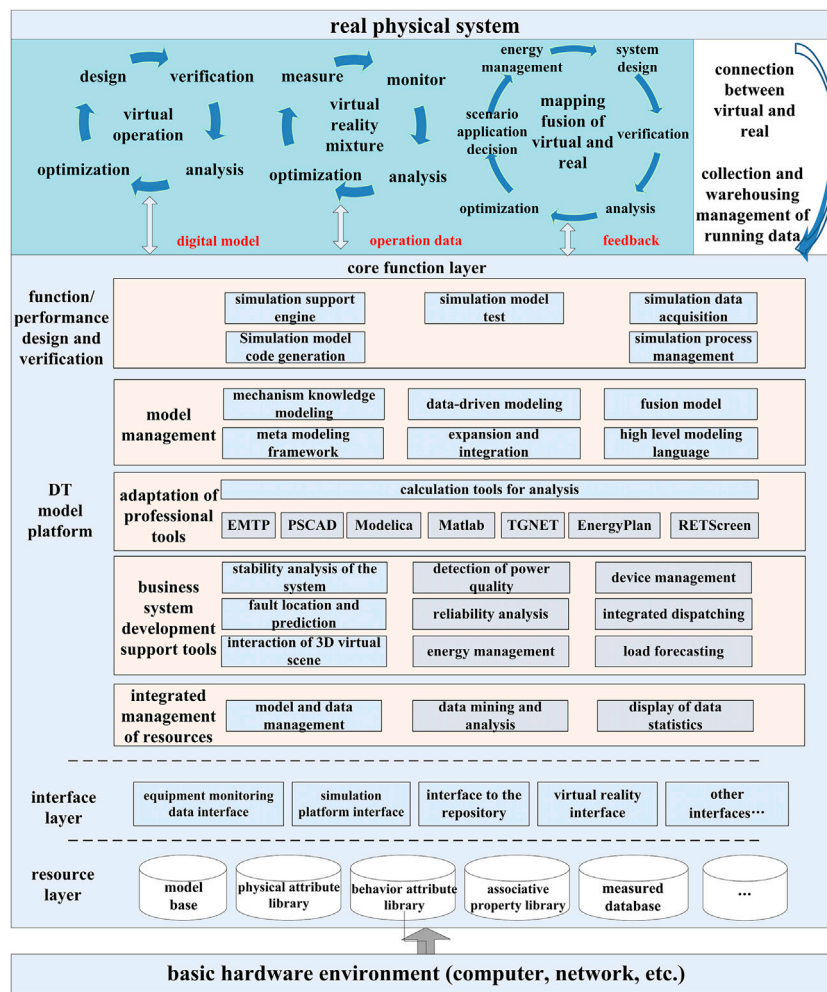 real physical system
design
verification
virtual
operation
optimization
analysis
measure
monitor
virtual
reality
mixture
optimization
analysis
energy
management
system
design
scenario
application
decision
mapping
fusion of
virtual and real
verification
optimization
analysis
connection
between
virtual and
real
collection and
warehousing
management of
running data
digital model
operation data
feedback
core function layer
function/
performance
design and
verification
simulation support
engine
simulation model
test
simulation data
acquisition
Simulation model
code generation
simulation process
management
DT
model
platform
model
management
mechanism knowledge
modeling
data-driven modeling
fusion model
meta modeling
framework
expansion and
integration
high level modeling
language
adaptation of
professional
tools
calculation tools for analysis
EMTP
PSCAD
Modelica
Matlab
TGNET
EnergyPlan
RETScreen
business
system
development
support tools
stability analysis of the
system
detection of power
quality
device management
fault location and
prediction
reliability analysis
integrated dispatching
interaction of 3D virtual
scene
energy management
load forecasting
integrated
management
of resources
model and data
management
data mining and
analysis
display of data
statistics
interface
layer
equipment monitoring
data interface
simulation
platform interface
interface to the
repository
virtual reality
interface
other
interfaces···
resource
layer
model
base
physical attribute
library
behavior attribute
library
associative
property library
measured
database
...
basic hardware environment (computer, network, etc.)